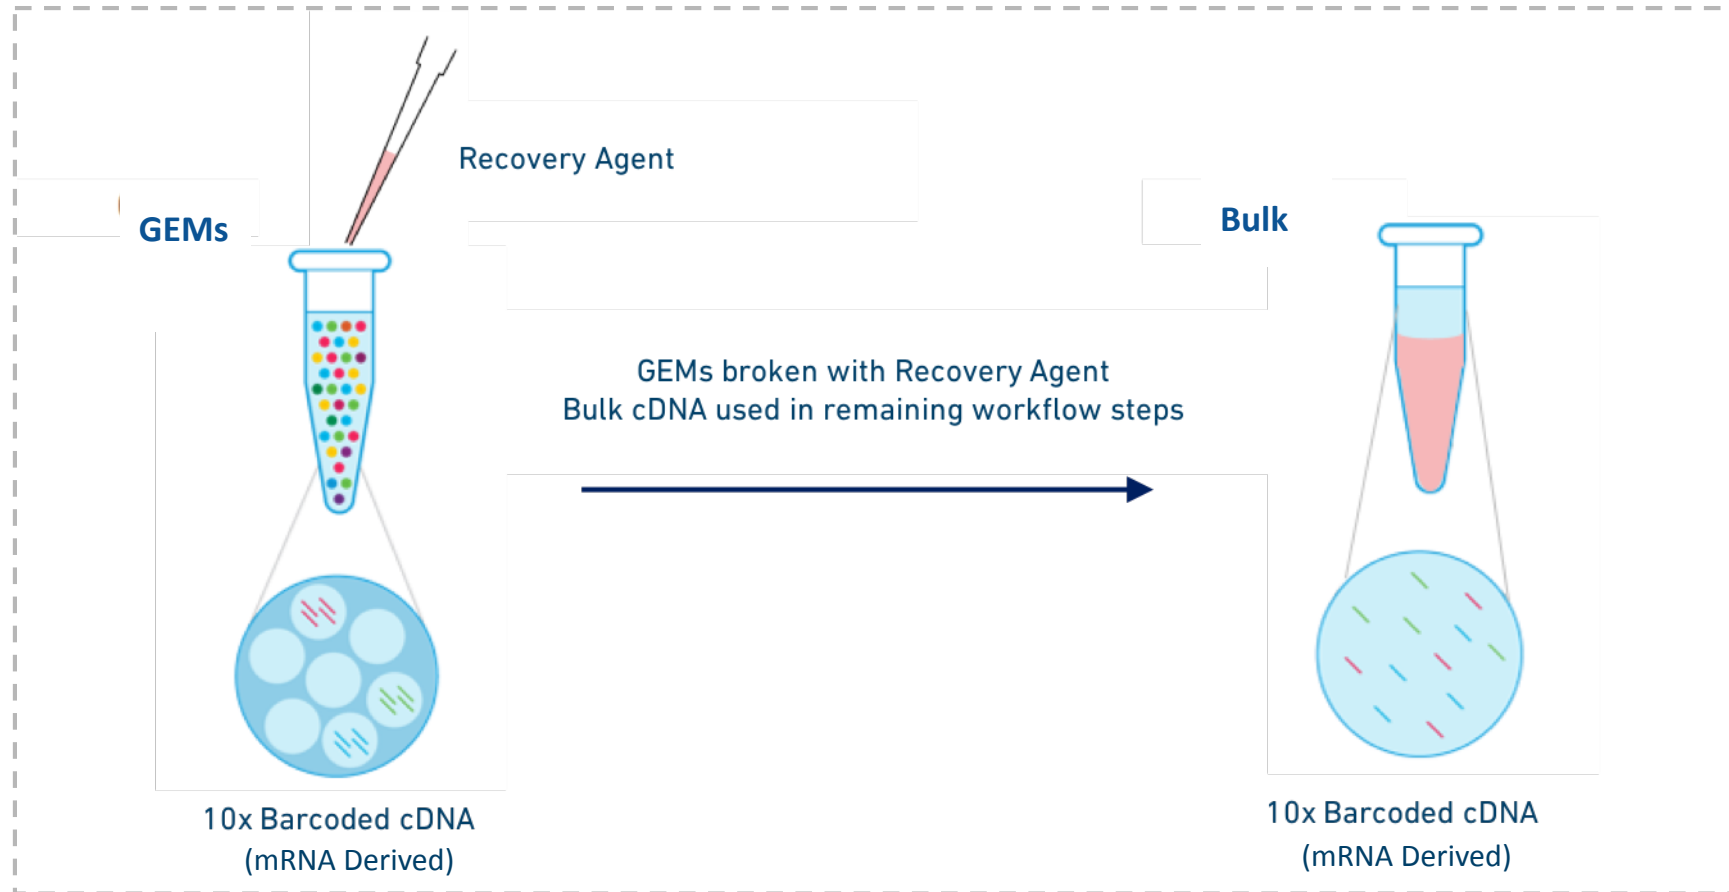 Recovery Agent
GEMs
Bulk
GEMs broken with Recovery Agent
Bulk cDNA used in remaining workflow steps
10x Barcoded cDNA
(mRNA Derived)
10x Barcoded cDNA
(mRNA Derived)